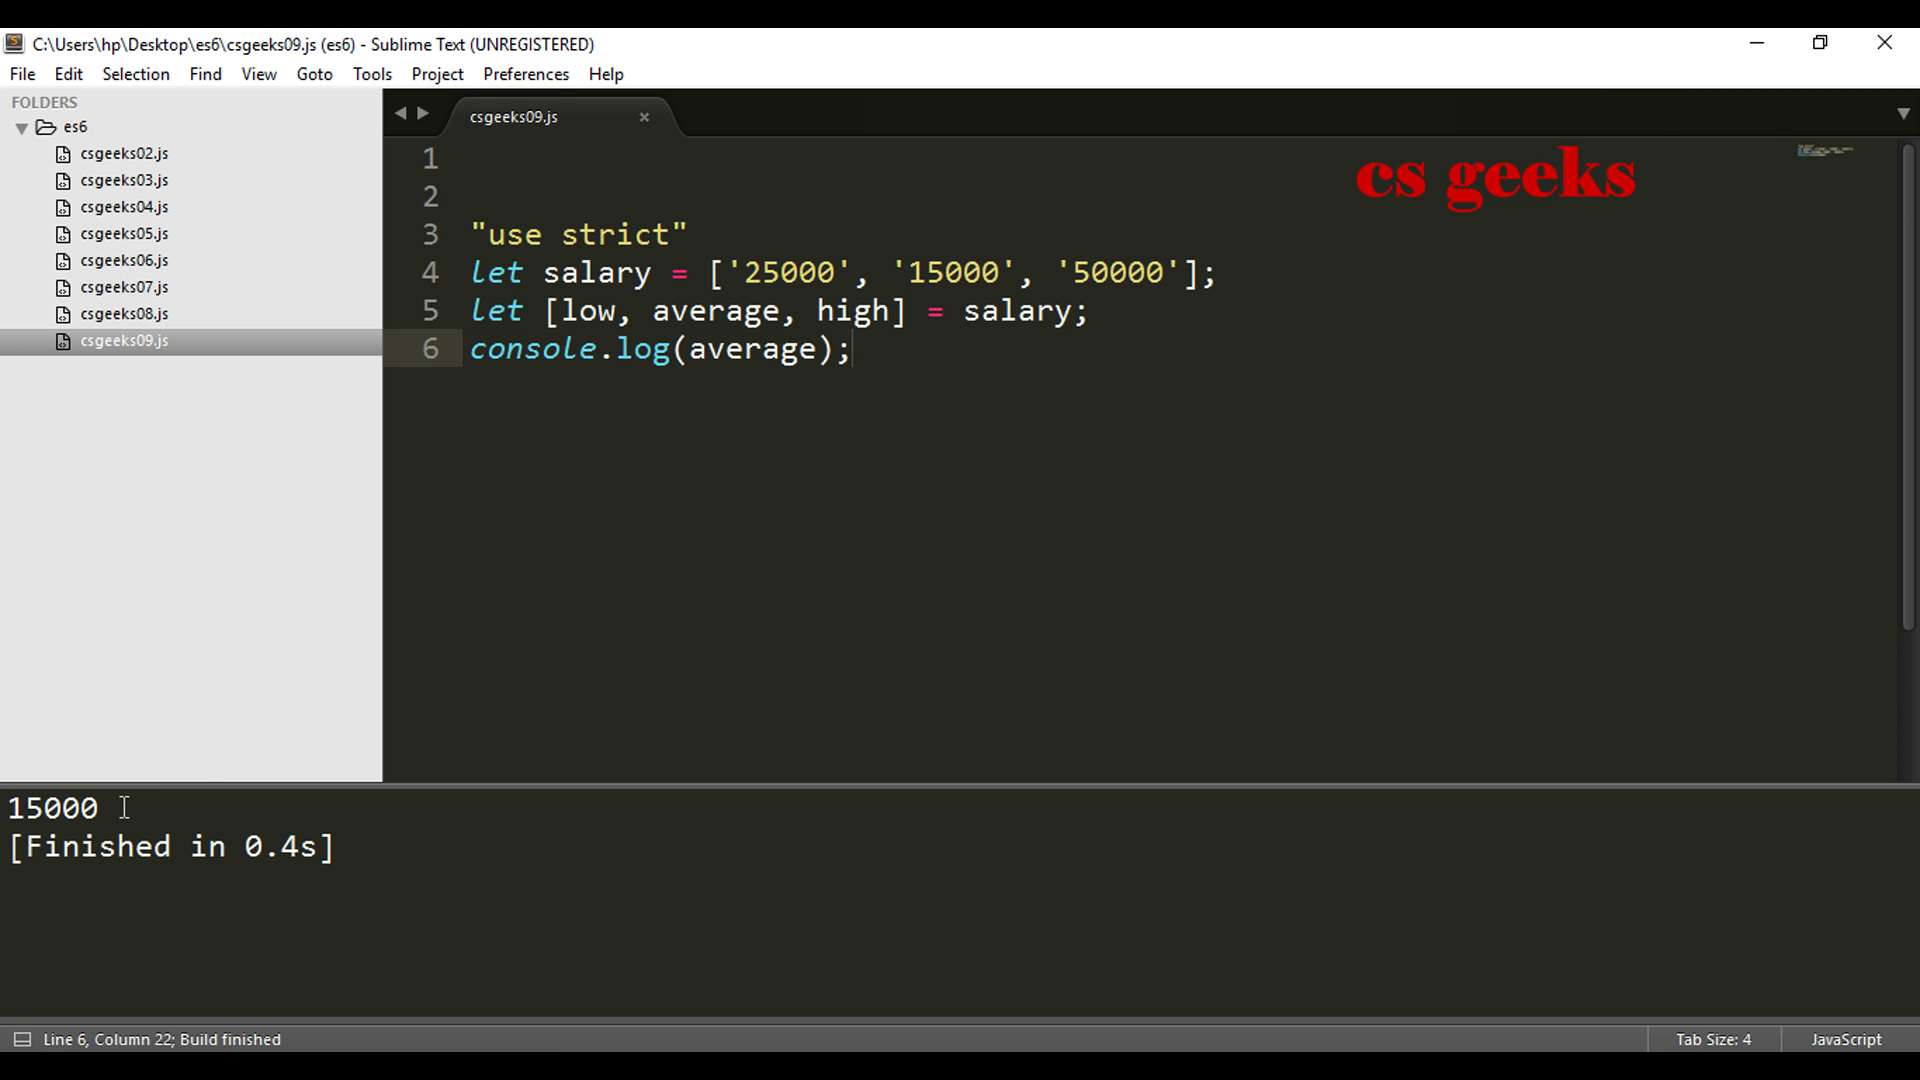 C:\Users\hp\Desktop\es6\csgeeks09.js (es6) - Sublime Text (UNREGISTERED)
File Edit Selection Find View Goto Tools Project Preferences Help
FOLDERS
es6
csgeeks02.js
csgeeks03.js
csgeeks04.js
csgeeks05.js
csgeeks06.js
csgeeks07.js
csgeeks08.js
csgeeks09.js
csgeeks09.js
cs geeks
1
2
3 "use strict"
4 let salary = ['25000', '15000', '50000'];
5 let [low, average, high] = salary;
6 console.log(average);
15000
[Finished in 0.4s]
Line 6, Column 22; Build finished
Tab Size: 4
JavaScript